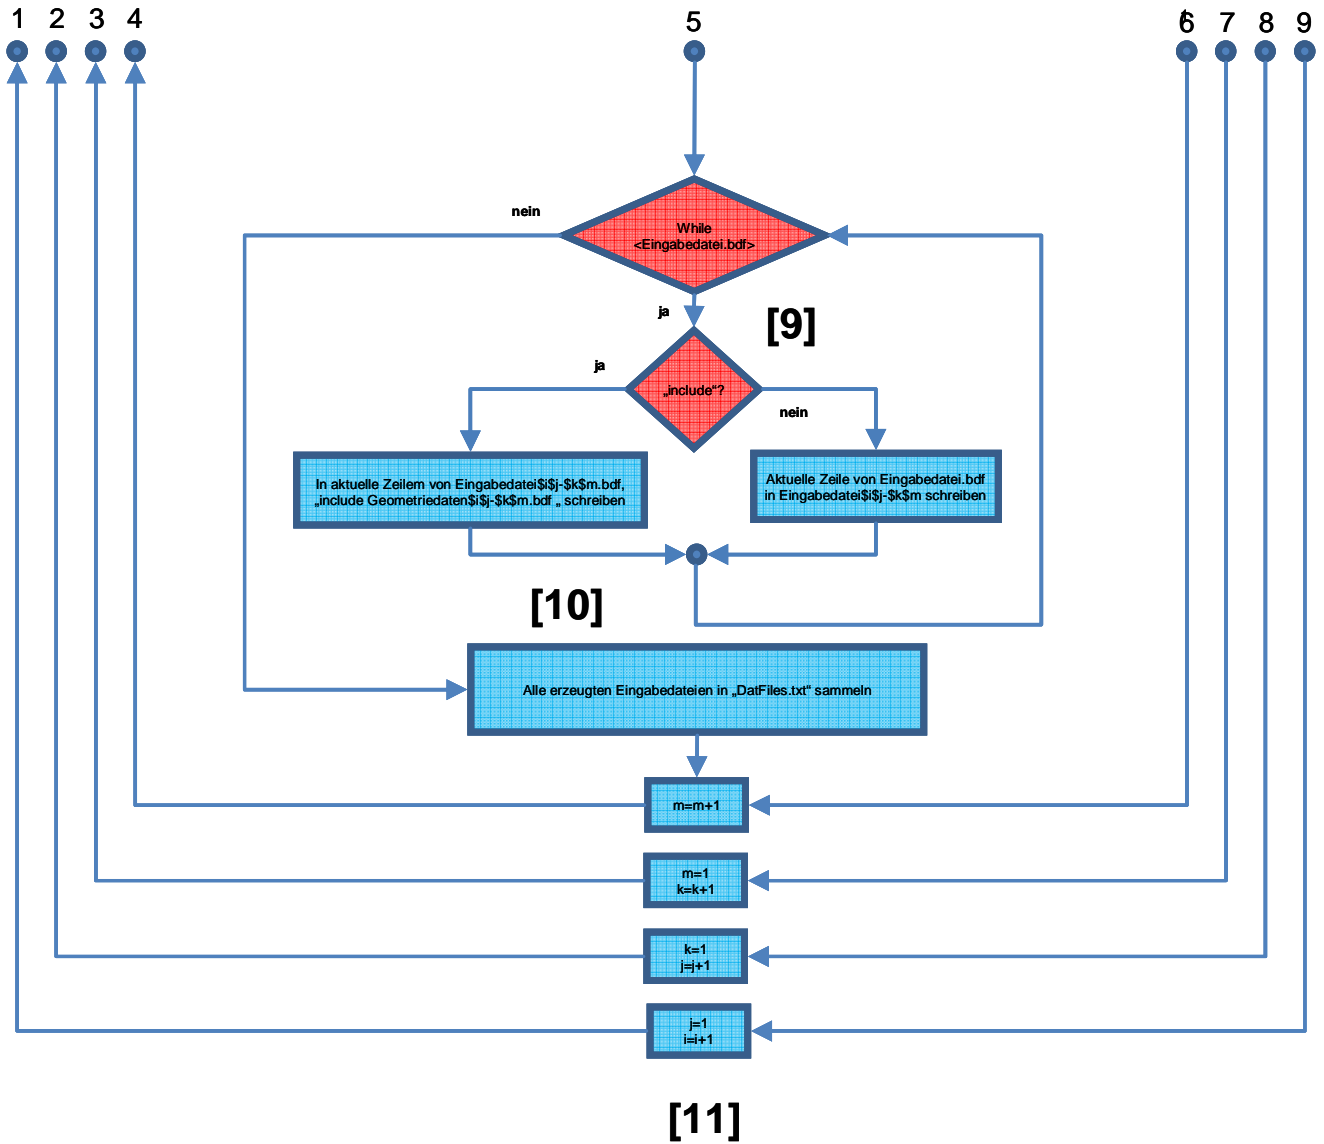 1 2 3 4 5 6 7 8 9
nein
While
<Eingabedatei.bdf>
ja
[9]
ja
„include“?
nein
In aktuelle Zeilem von Eingabedatei$i$j-$k$m.bdf,
„include Geometriedaten$i$j-$k$m.bdf „ schreiben
Aktuelle Zeile von Eingabedatei.bdf
in Eingabedatei$i$j-$k$m schreiben
[10]
Alle erzeugten Eingabedateien in „DatFiles.txt“ sammeln
m=m+1
m=1
k=k+1
k=1
j=j+1
j=1
i=i+1
[11]